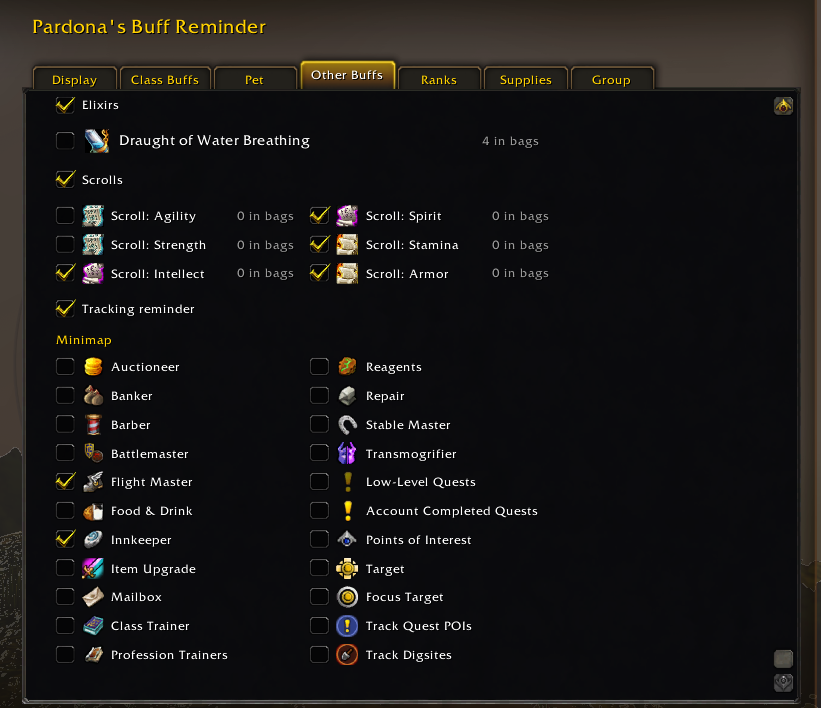 Pardona's Buff Reminder
Display Class Buffs Pet Other Buffs Ranks Supplies Group
Elixirs
Draught of Water Breathing 4 in bags
Scrolls
Scroll: Agility 0 in bags Scroll: Spirit 0 in bags
Scroll: Strength 0 in bags Scroll: Stamina 0 in bags
Scroll: Intellect 0 in bags Scroll: Armor 0 in bags
Tracking reminder
Minimap
Auctioneer Reagents
Banker Repair
Barber Stable Master
Battlemaster Transmogrifier
Flight Master Low-Level Quests
Food & Drink Account Completed Quests
Innkeeper Points of Interest
Item Upgrade Target
Mailbox Focus Target
Class Trainer Track Quest POIs
Profession Trainers Track Digsites